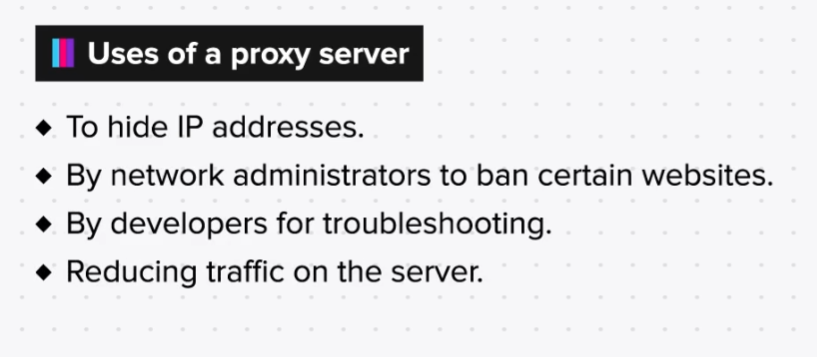 Uses of a proxy server
◆ To hide IP addresses.
◆ By network administrators to ban certain websites.
◆ By developers for troubleshooting.
◆ Reducing traffic on the server.